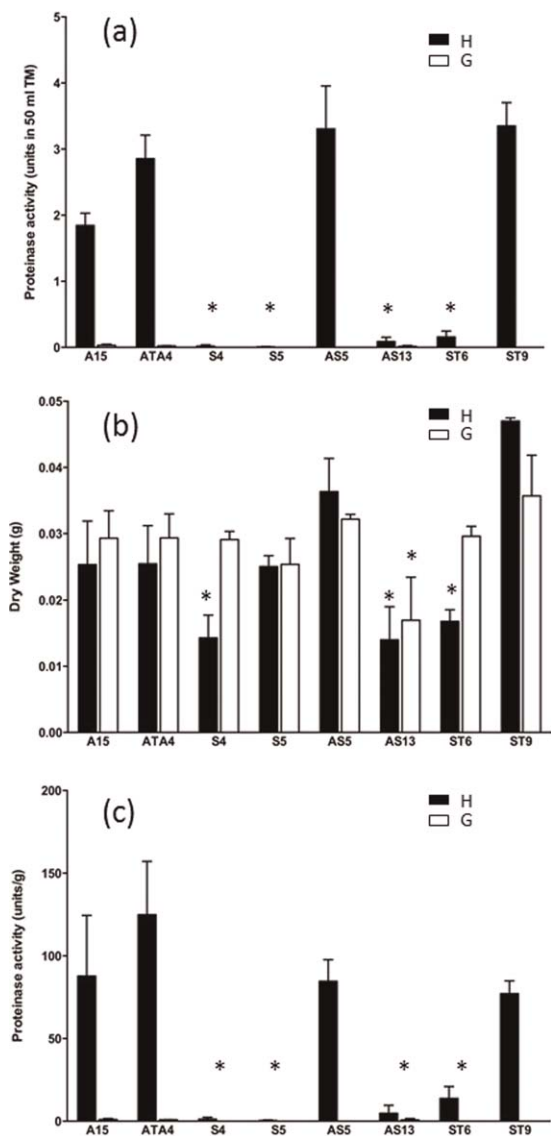 (a)
H
G
Proteinase activity (units in 50 ml TM)
5
4
3
2
1
0
* * * *
A15 ATA4 S4 S5 AS5 AS13 ST6 ST9
(b)
H
G
Dry Weight (g)
0.05
0.04
0.03
0.02
0.01
0.00
* * * *
A15 ATA4 S4 S5 AS5 AS13 ST6 ST9
(c)
H
G
Proteinase activity (units/g)
200
150
100
50
0
* * * *
A15 ATA4 S4 S5 AS5 AS13 ST6 ST9